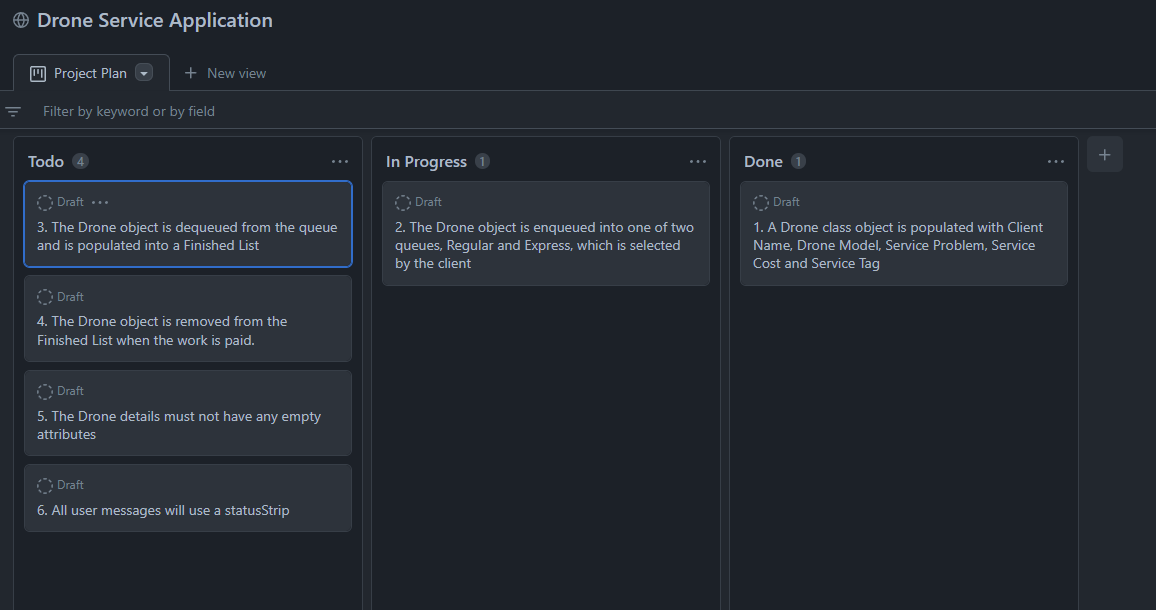 Drone Service Application
Project Plan
New view
Filter by keyword or by field
Todo 4
Draft
3. The Drone object is dequeued from the queue
and is populated into a Finished List
Draft
4. The Drone object is removed from the
Finished List when the work is paid.
Draft
5. The Drone details must not have any empty
attributes
Draft
6. All user messages will use a statusStrip
In Progress 1
Draft
2. The Drone object is enqueued into one of two
queues, Regular and Express, which is selected
by the client
Done 1
Draft
1. A Drone class object is populated with Client
Name, Drone Model, Service Problem, Service
Cost and Service Tag